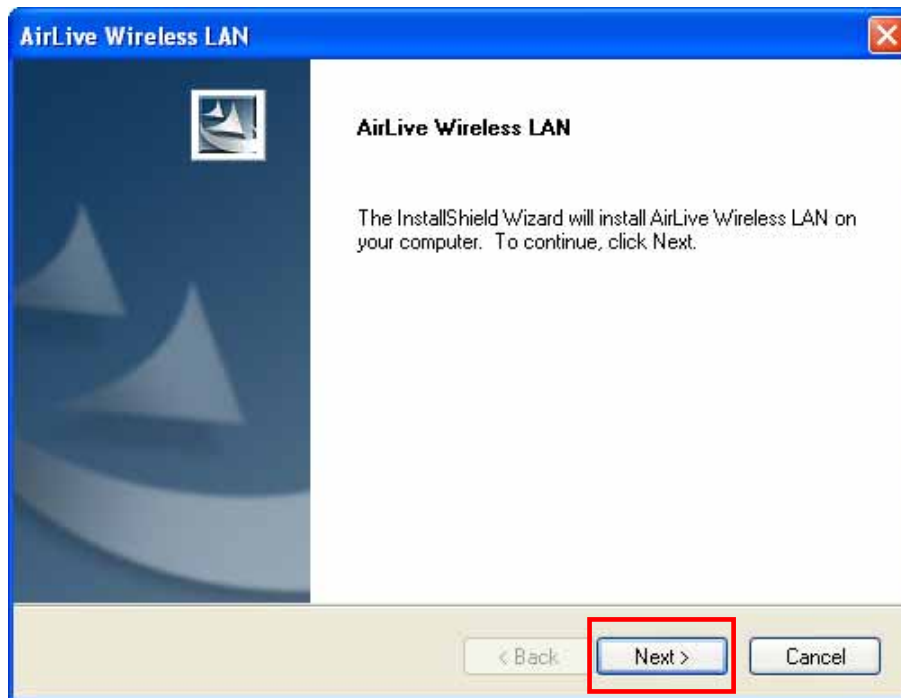 AirLive Wireless LAN
AirLive Wireless LAN
The InstallShield Wizard will install AirLive Wireless LAN on
your computer.  To continue, click Next.
< Back
Next >
Cancel